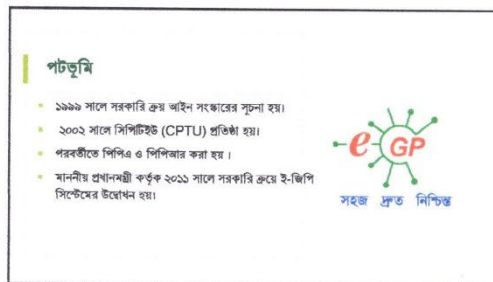 পটভূমি
১৯৯৯ সালে সরকারি ক্রয় আইন সংস্কারের সূচনা হয়।
২০০২ সালে সিপিটিইউ (CPTU) প্রতিষ্ঠা হয়।
পরবর্তীতে পিপিএ ও পিপিআর করা হয় ।
মাননীয় প্রধানমন্ত্রী কর্তৃক ২০১১ সালে সরকারি ক্রয়ে ই-জিপি
সিস্টেমের উদ্বোধন হয়।
e GP
সহজ দ্রুত নিশ্চিন্ত